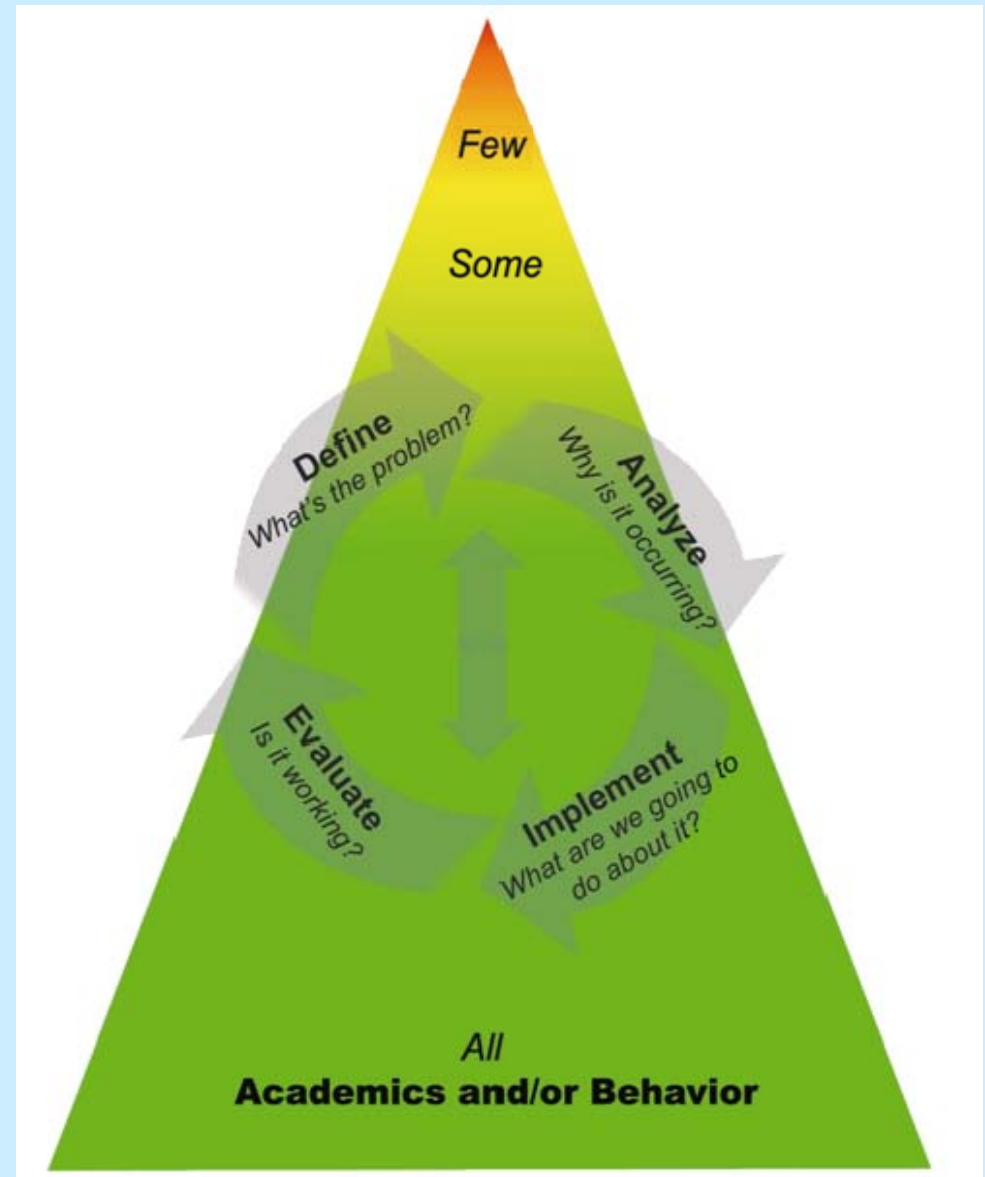 Few
Some
Define
What's the problem?
Analyze
Why is it occurring?
Implement
What are we going to
do about it?
Evaluate
Is it working?
All
Academics and/or Behavior